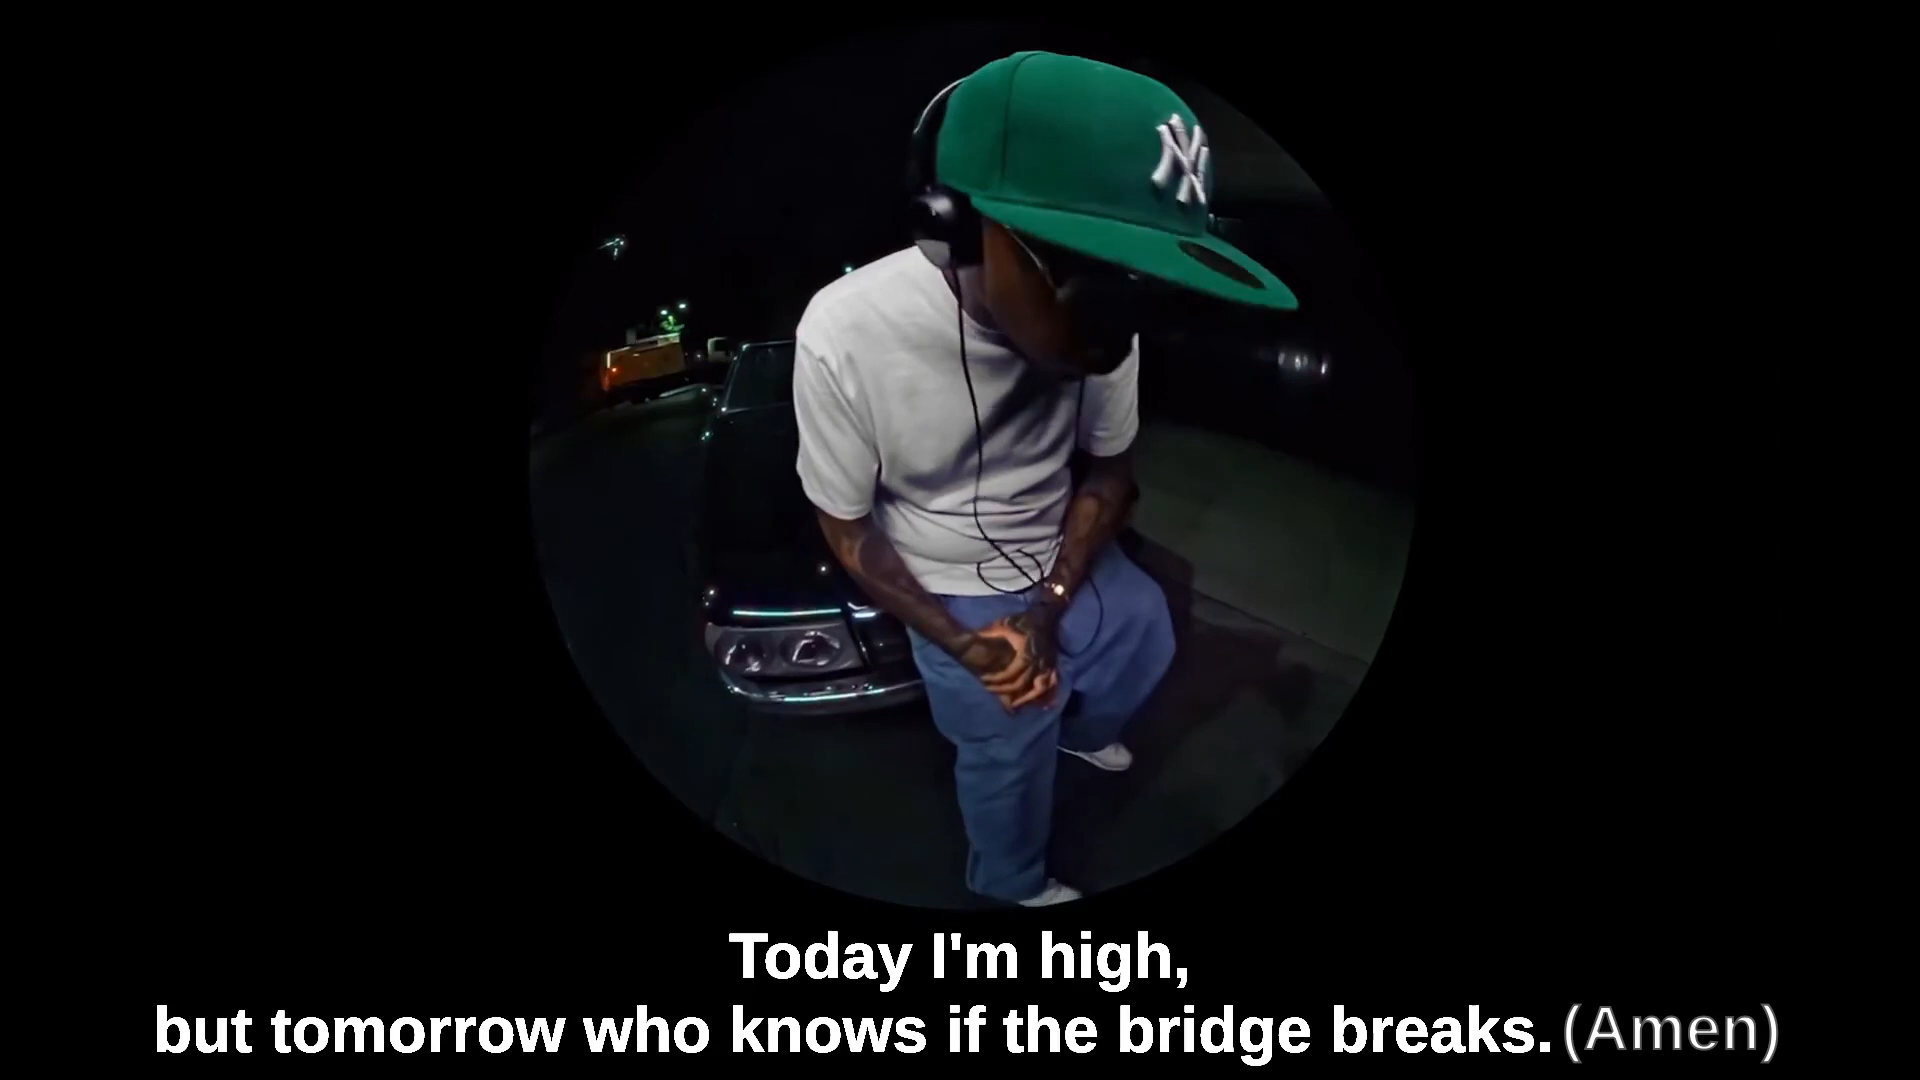 NY
Today I'm high,
but tomorrow who knows if the bridge breaks. (Amen)